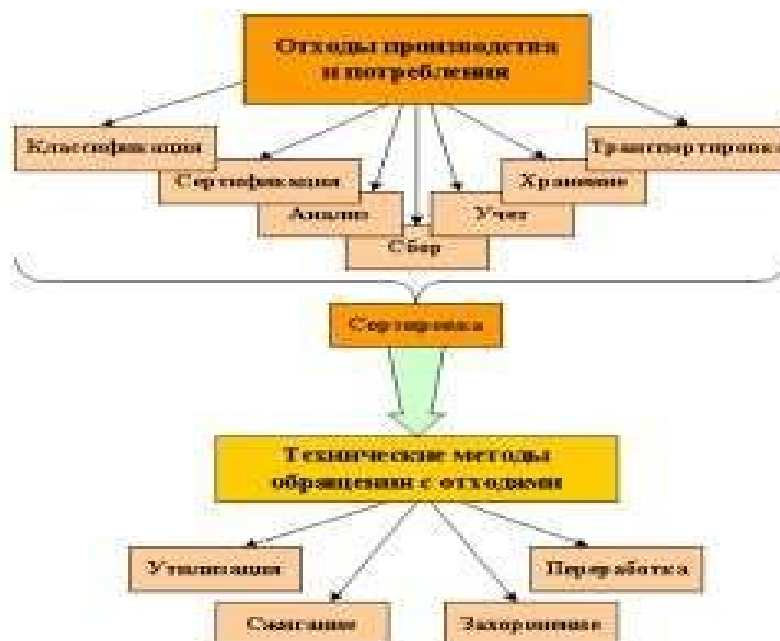 Отходы производства
и потребления
Классификация
Транспортировка
Сертификация
Хранение
Анализ
Учет
Сбор
Сортировка
Технические методы
обращения с отходами
Утилизация
Переработка
Сжигание
Захоронение